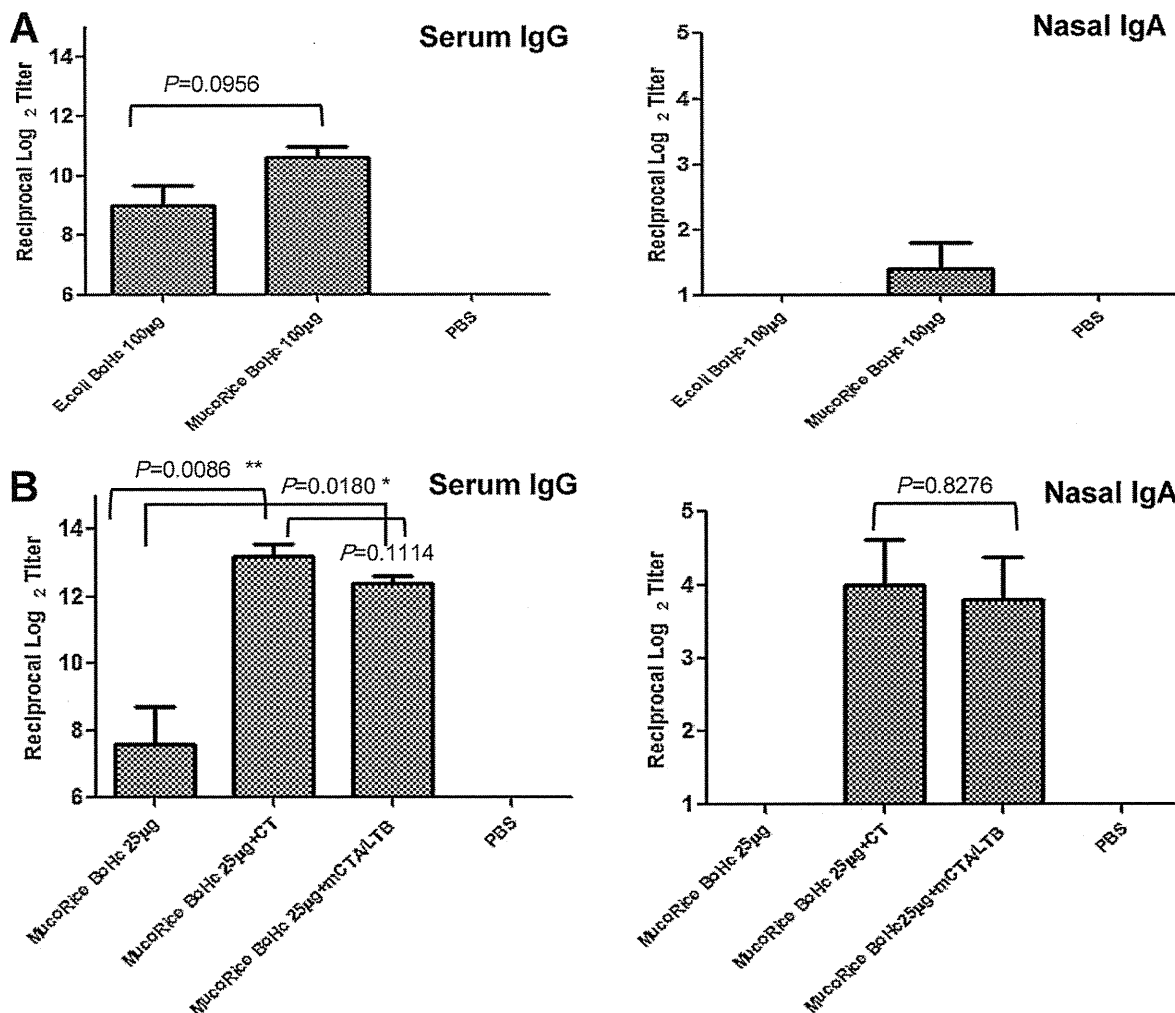 A
Serum IgG
Reciprocal Log 2 Titer
14
12
10
8
6
P=0.0956
E.coli BoHc 100μg
MucoRice BoHc 100μg
PBS
Nasal IgA
Reciprocal Log 2 Titer
5
4
3
2
1
E.coli BoHc 100μg
MucoRice BoHc 100μg
PBS
B
Serum IgG
P=0.0086 **
P=0.0180 *
P=0.1114
Reciprocal Log 2 Titer
14
12
10
8
6
MucoRice BoHc 25μg
MucoRice BoHc 25μg+CT
MucoRice BoHc 25μg+mCTA/LTB
PBS
Nasal IgA
P=0.8276
Reciprocal Log 2 Titer
5
4
3
2
1
MucoRice BoHc 25μg
MucoRice BoHc 25μg+CT
MucoRice BoHc25μg+mCTA/LTB
PBS